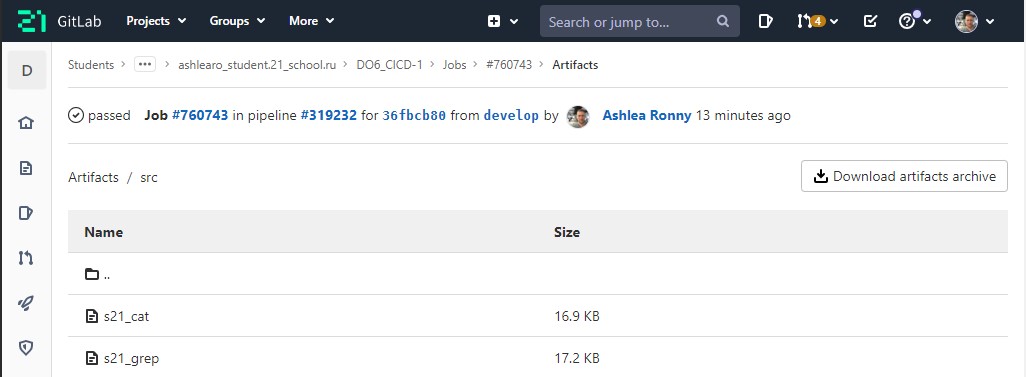 GitLab Projects Groups More Search or jump to... 4
D
Students > ... > ashlearo_student.21_school.ru > DO6_CICD-1 > Jobs > #760743 > Artifacts
passed Job #760743 in pipeline #319232 for 36fbcb80 from develop by Ashlea Ronny 13 minutes ago
Artifacts / src Download artifacts archive
Name Size
..
s21_cat 16.9 KB
s21_grep 17.2 KB